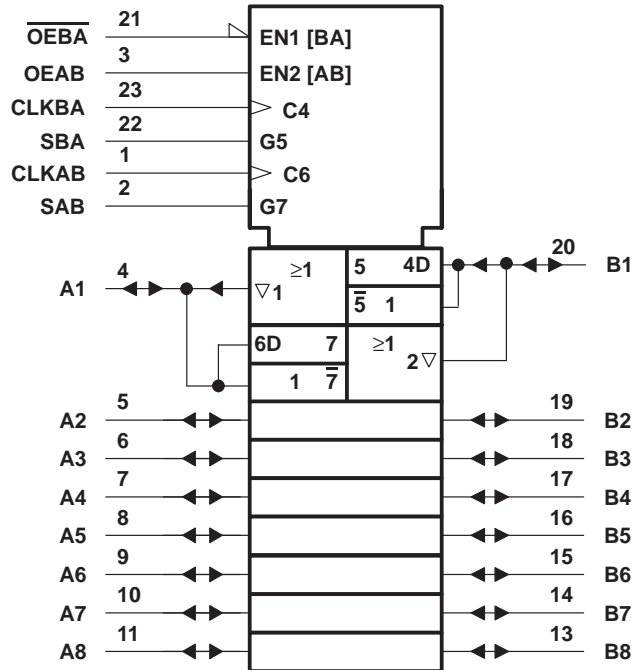 OEBA 21 EN1 [BA]
OEAB 3 EN2 [AB]
CLKBA 23 C4
SBA 22 G5
CLKAB 1 C6
SAB 2 G7
A1 4 ≥1 ▽1 5 4D 20 B1
5̅ 1
6D 7 ≥1 2▽
1 7̅
A2 5 19 B2
A3 6 18 B3
A4 7 17 B4
A5 8 16 B5
A6 9 15 B6
A7 10 14 B7
A8 11 13 B8